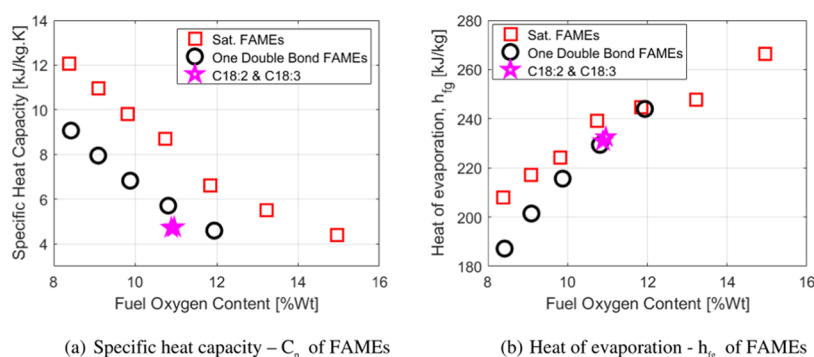 Specific Heat Capacity [kJ/kg.K]
12
10
8
6
4
Sat. FAMEs
One Double Bond FAMEs
C18:2 & C18:3
8 10 12 14 16
Fuel Oxygen Content [%Wt]
(a) Specific heat capacity – Cp of FAMEs
Heat of evaporation, hfg [kJ/kg]
280
260
240
220
200
180
Sat. FAMEs
One Double Bond FAMEs
C18:2 & C18:3
8 10 12 14 16
Fuel Oxygen Content [%Wt]
(b) Heat of evaporation - hfg of FAMEs